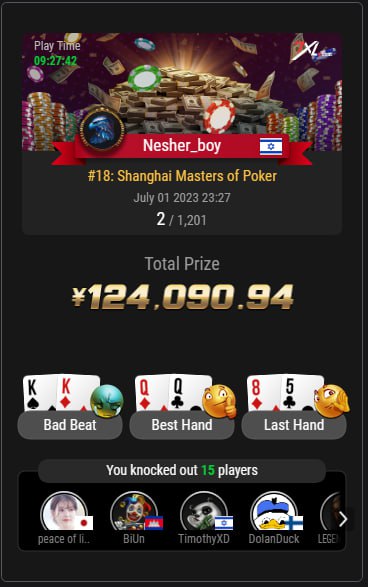 Play Time
09:27:42
XL
Nesher_boy
#18: Shanghai Masters of Poker
July 01 2023 23:27
2 / 1,201
Total Prize
¥124,090.94
K K
Q Q
8 5
Bad Beat
Best Hand
Last Hand
You knocked out 15 players
peace of li..
BiUn
TimothyXD
DolanDuck
LEGE